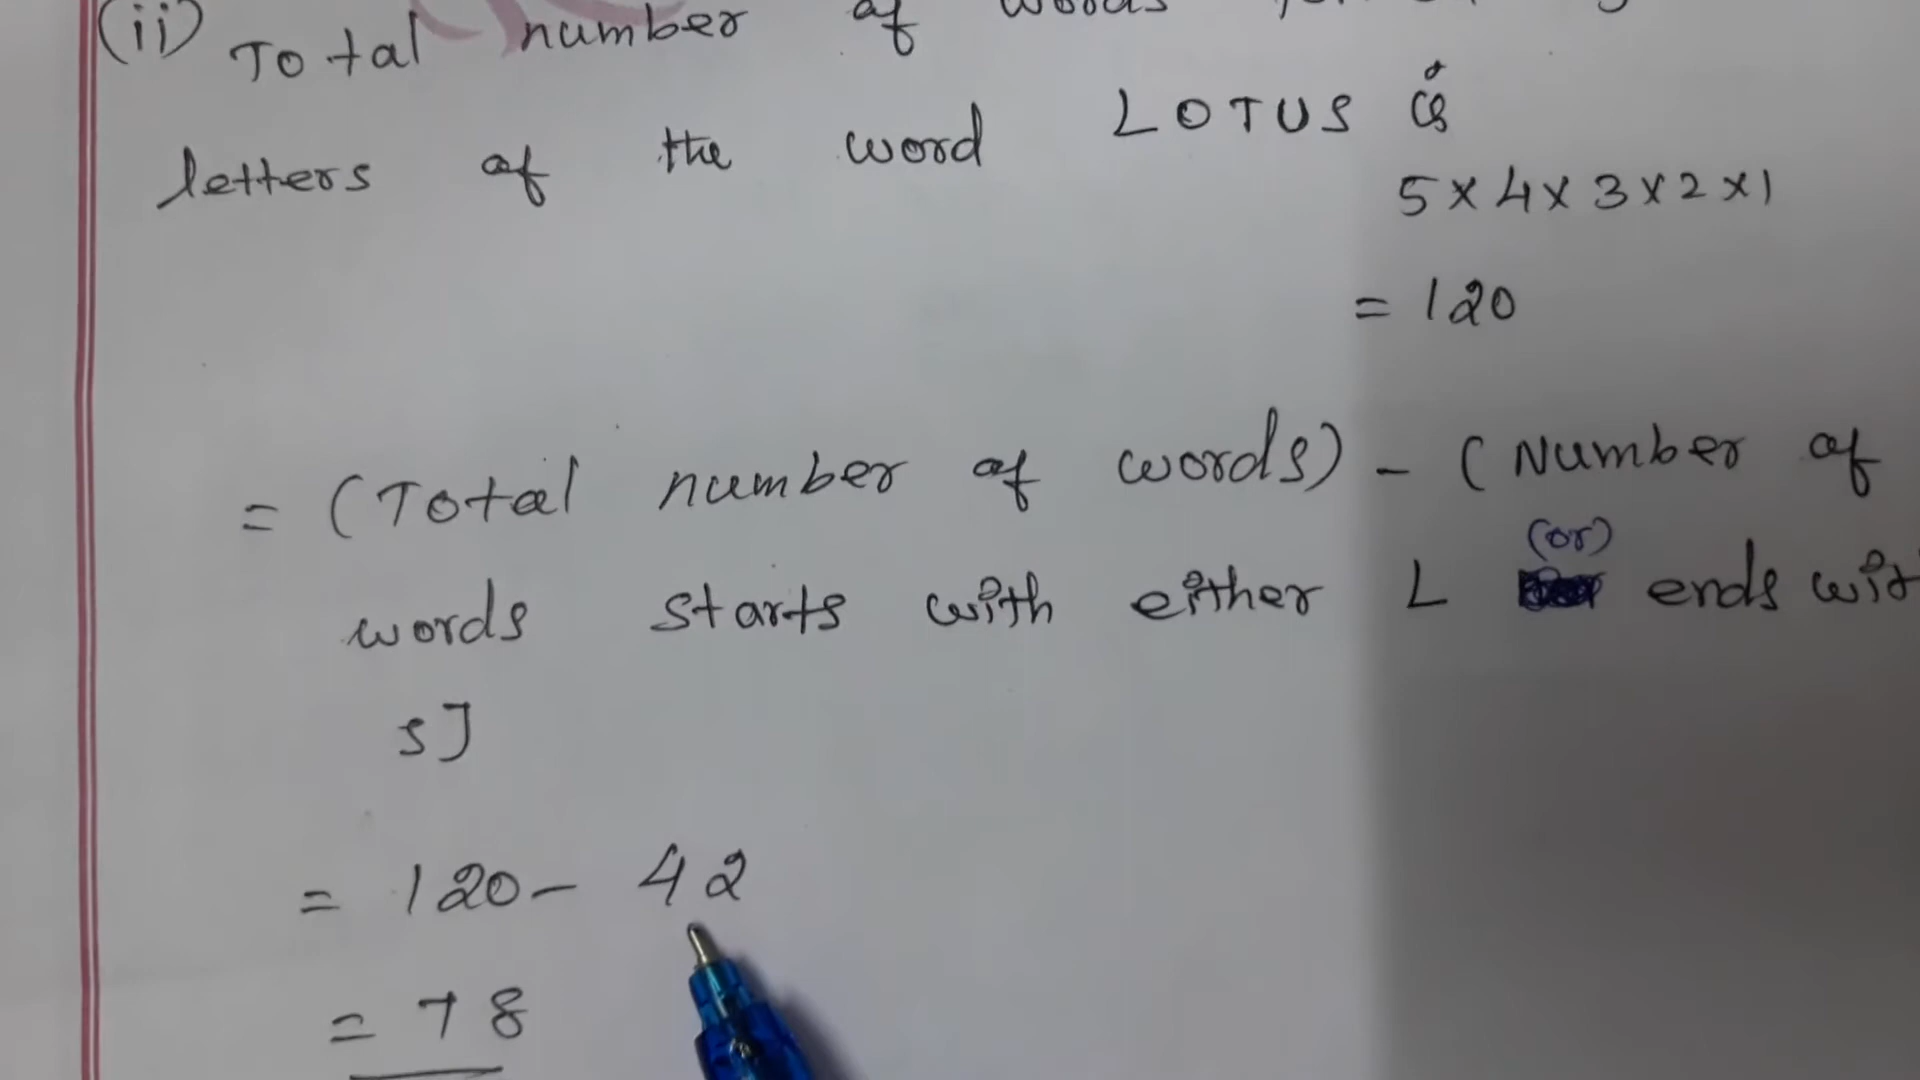 (ii) Total number of words
letters of the word LOTUS is
5 x 4 x 3 x 2 x 1
= 120
= (Total number of words) - (Number of
(or)
words starts with either L ends wit
s]
= 120 - 42
= 78